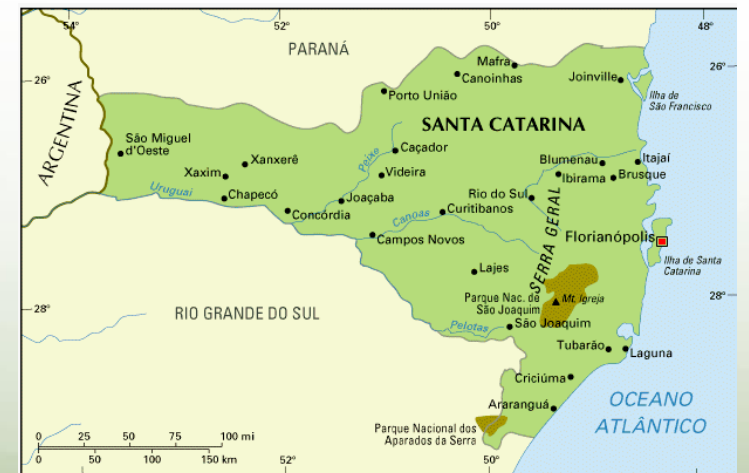 54°
50°
48°
PARANÁ
Mafra
Canoinhas
Joinville
26°
26°
Porto União
Ilha de
São Francisco
ARGENTINA
SANTA CATARINA
São Miguel
d'Oeste
Peixe
Caçador
Xanxerê
Blumenau
Itajaí
Xaxim
Videira
Ibirama
Brusque
Uruguai
Chapecó
Joaçaba
Rio do Sul
Concórdia
Canoas
Curitibanos
SERRA GERAL
Campos Novos
Florianópolis
Ilha de Santa
Catarina
Lajes
28°
28°
Parque Nac. de
São Joaquim
Mt. Igreja
RIO GRANDE DO SUL
Pelotas
São Joaquim
Tubarão
Laguna
Criciúma
OCEANO
ATLÂNTICO
Araranguá
Parque Nacional dos
Aparados da Serra
0 25 50 75 100 mi
0 50 100 150 km
52°
50°